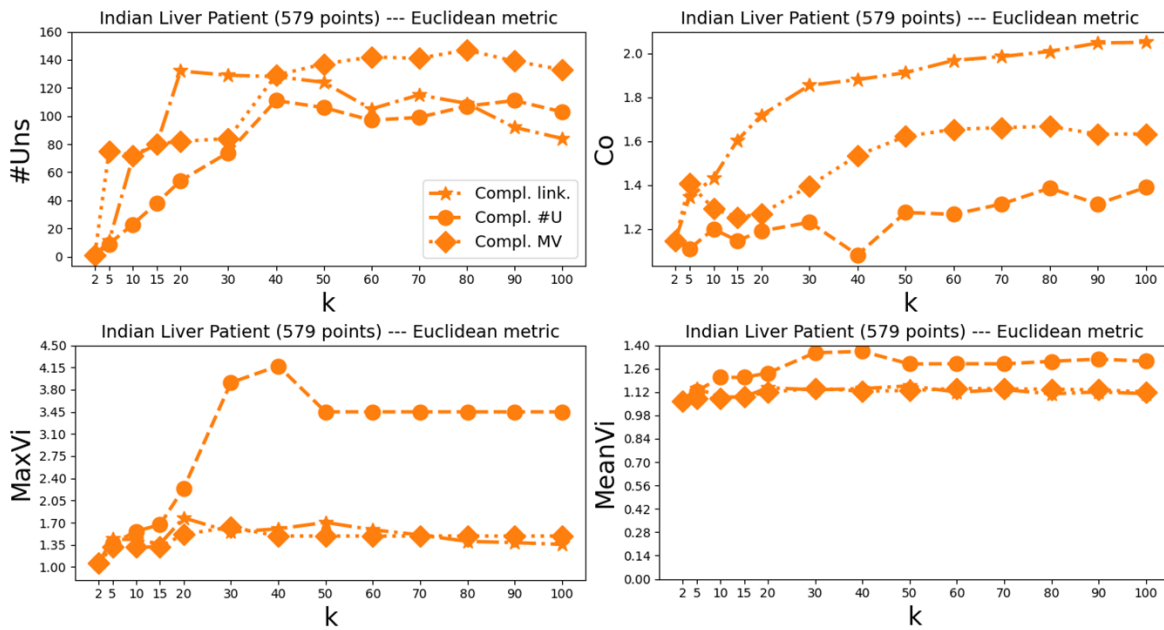 Indian Liver Patient (579 points) --- Euclidean metric
#Uns
160
140
120
100
80
60
40
20
0
2 5 10 15 20 30 40 50 60 70 80 90 100
k
Compl. link.
Compl. #U
Compl. MV
Indian Liver Patient (579 points) --- Euclidean metric
Co
2.0
1.8
1.6
1.4
1.2
2 5 10 15 20 30 40 50 60 70 80 90 100
k
Indian Liver Patient (579 points) --- Euclidean metric
MaxVi
4.50
4.15
3.80
3.45
3.10
2.75
2.40
2.05
1.70
1.35
1.00
2 5 10 15 20 30 40 50 60 70 80 90 100
k
Indian Liver Patient (579 points) --- Euclidean metric
MeanVi
1.40
1.26
1.12
0.98
0.84
0.70
0.56
0.42
0.28
0.14
0.00
2 5 10 15 20 30 40 50 60 70 80 90 100
k